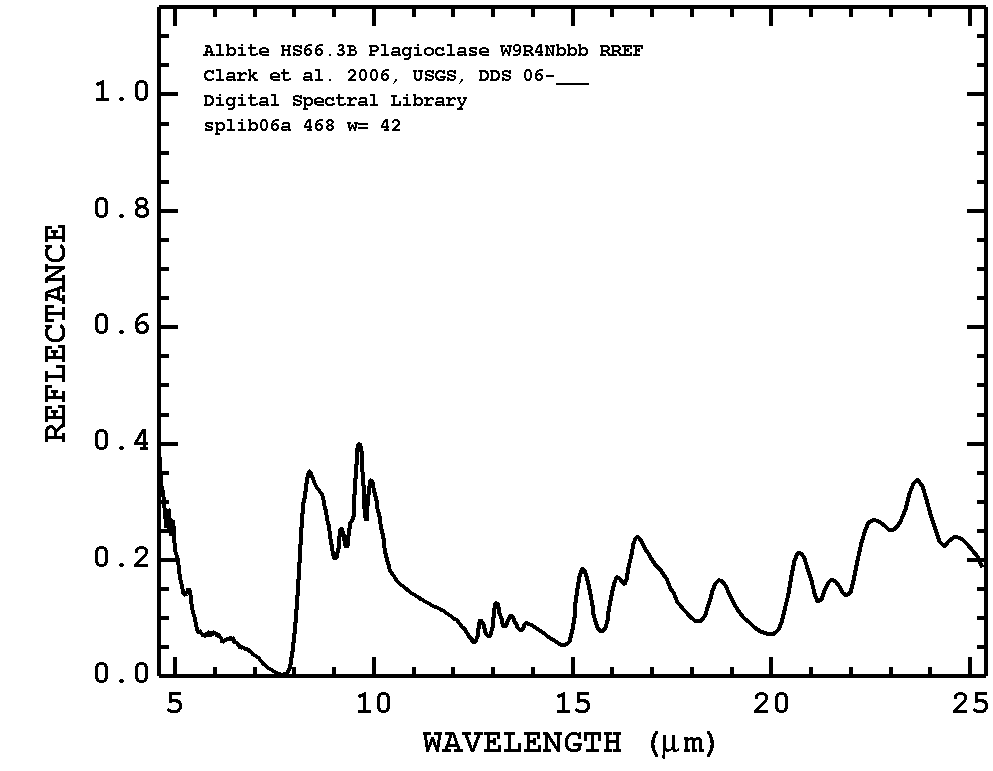 Albite HS66.3B Plagioclase W9R4Nbbb RREF
Clark et al. 2006, USGS, DDS 06-___
Digital Spectral Library
splib06a 468 w= 42
1.0
0.8
0.6
0.4
0.2
0.0
REFLECTANCE
5 10 15 20 25
WAVELENGTH (μm)